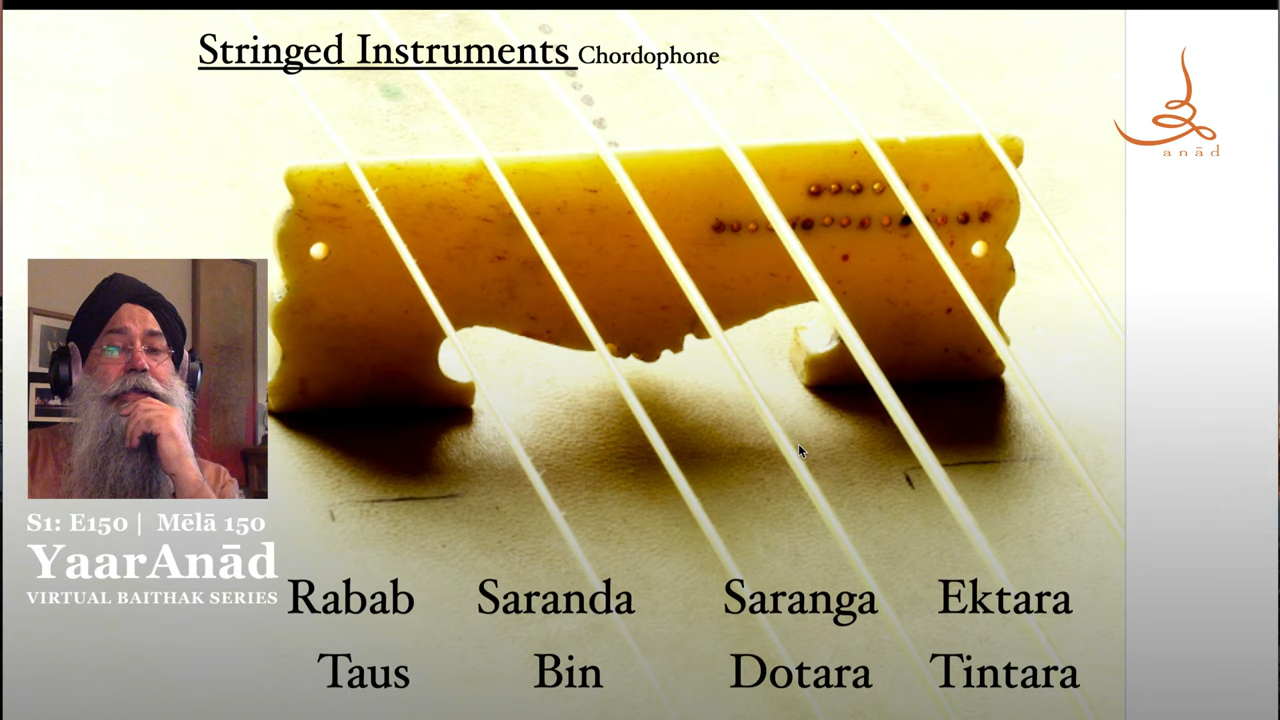 Stringed Instruments Chordophone
anād
S1: E150 | Mēlā 150
YaarAnād
VIRTUAL BAITHAK SERIES
Rabab Saranda Saranga Ektara
Taus Bin Dotara Tintara